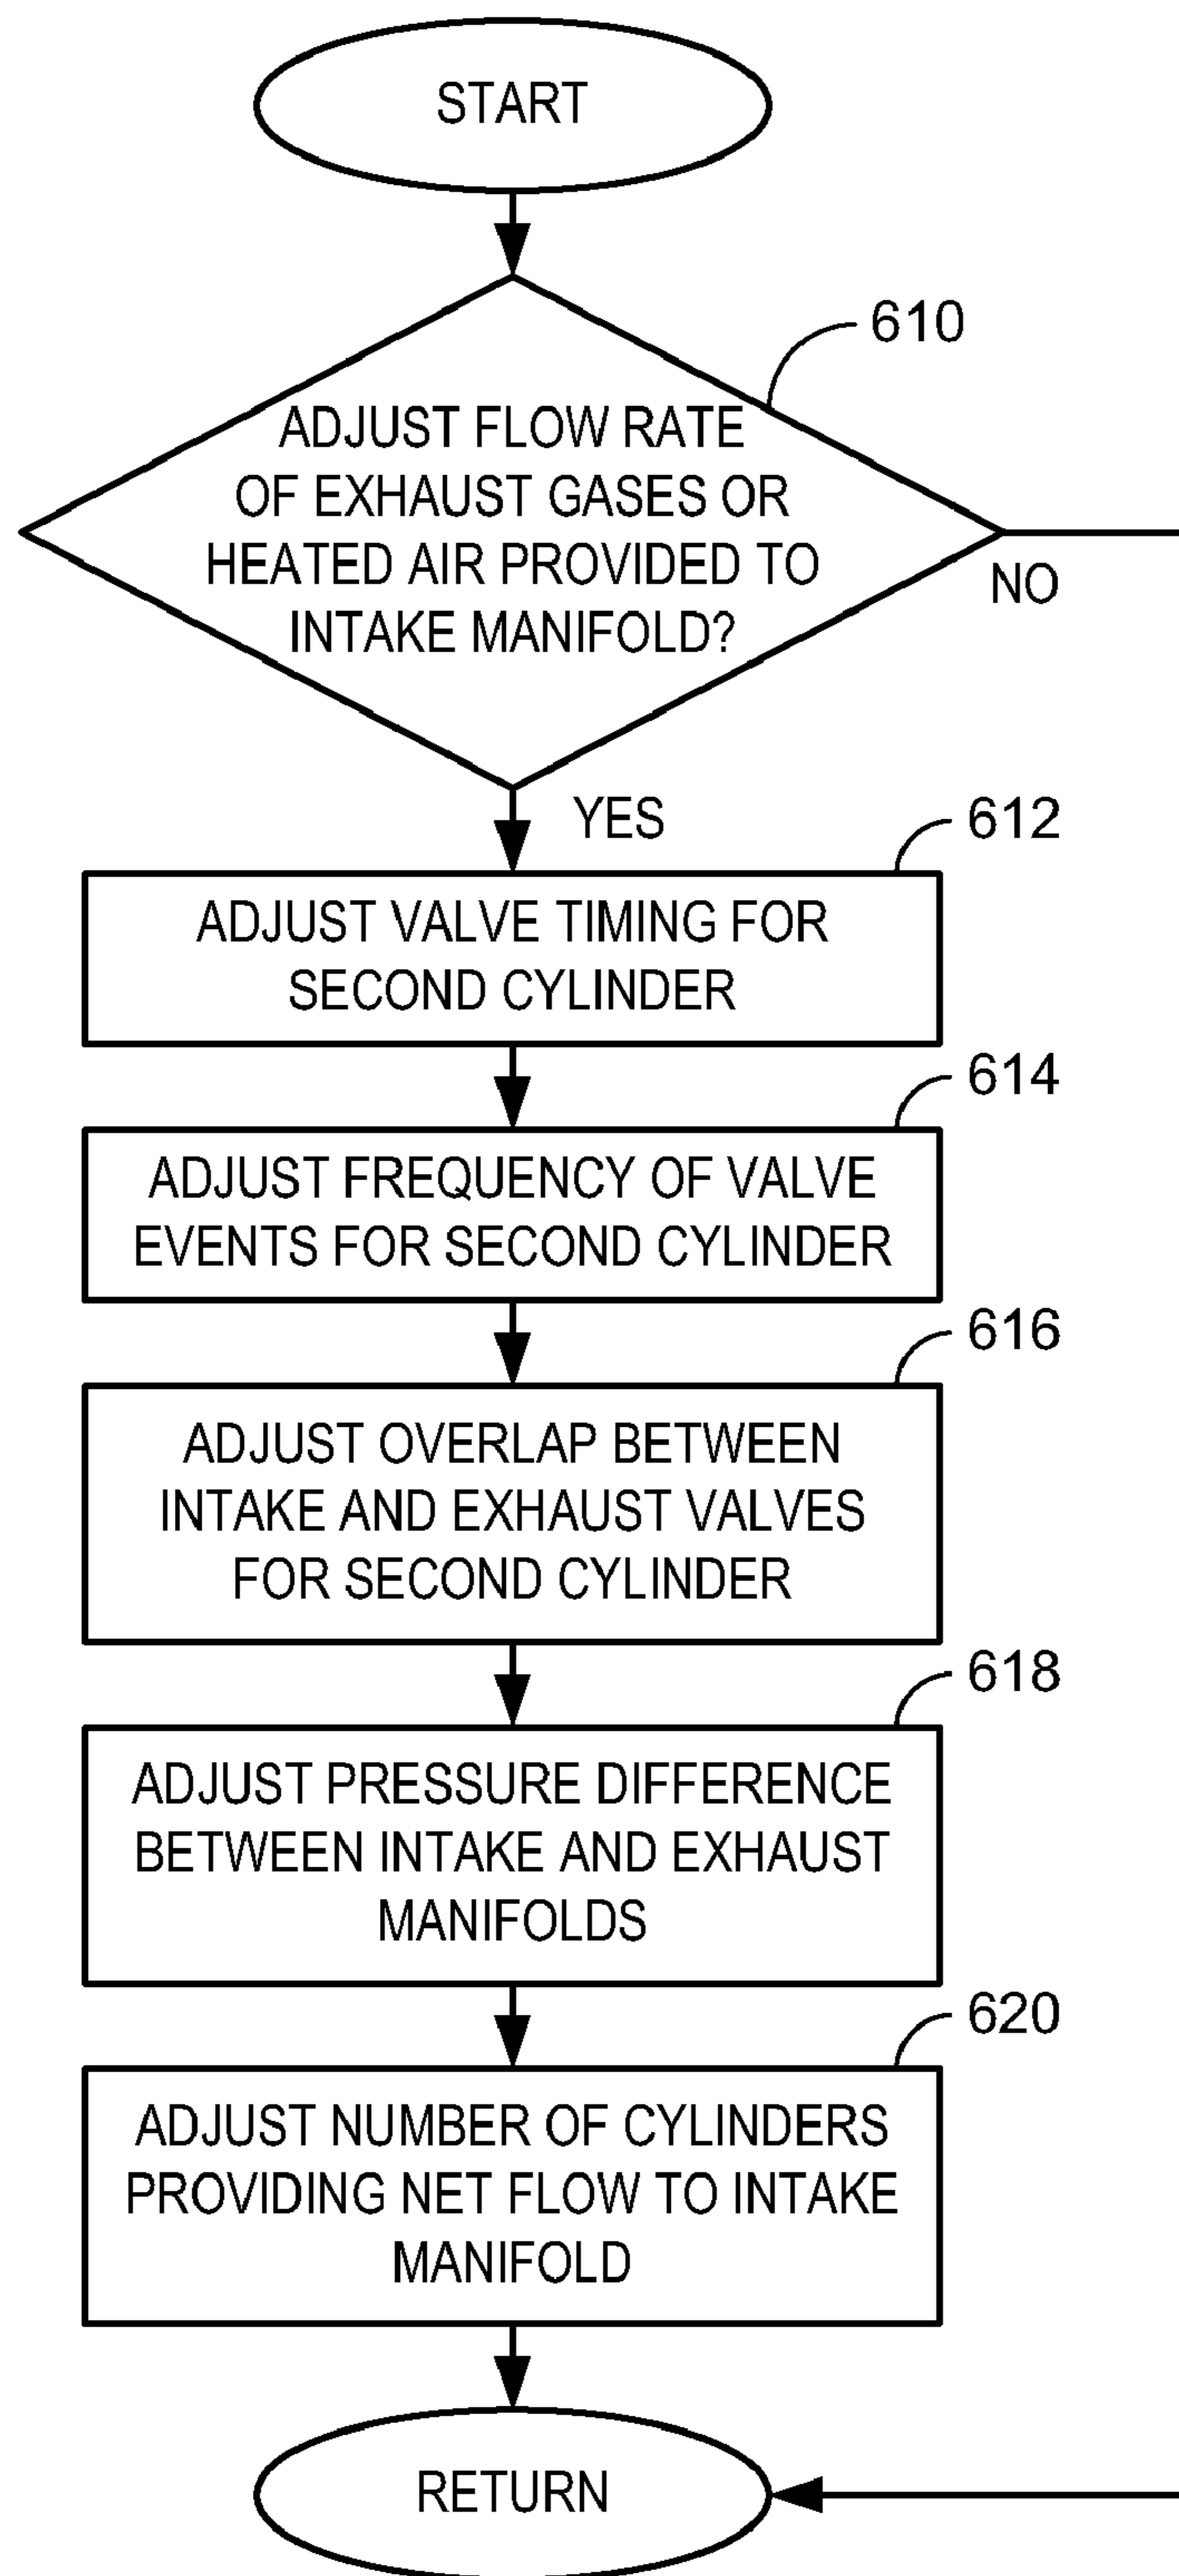 START
610
ADJUST FLOW RATE
OF EXHAUST GASES OR
HEATED AIR PROVIDED TO
INTAKE MANIFOLD?
NO
YES
612
ADJUST VALVE TIMING FOR
SECOND CYLINDER
614
ADJUST FREQUENCY OF VALVE
EVENTS FOR SECOND CYLINDER
616
ADJUST OVERLAP BETWEEN
INTAKE AND EXHAUST VALVES
FOR SECOND CYLINDER
618
ADJUST PRESSURE DIFFERENCE
BETWEEN INTAKE AND EXHAUST
MANIFOLDS
620
ADJUST NUMBER OF CYLINDERS
PROVIDING NET FLOW TO INTAKE
MANIFOLD
RETURN